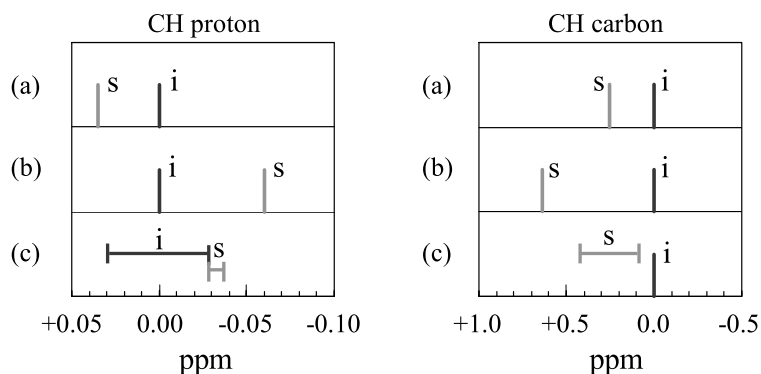 CH proton
(a) s i
(b) i s
(c) i s
+0.05 0.00 -0.05 -0.10
ppm
CH carbon
(a) s i
(b) s i
(c) s i
+1.0 +0.5 0.0 -0.5
ppm